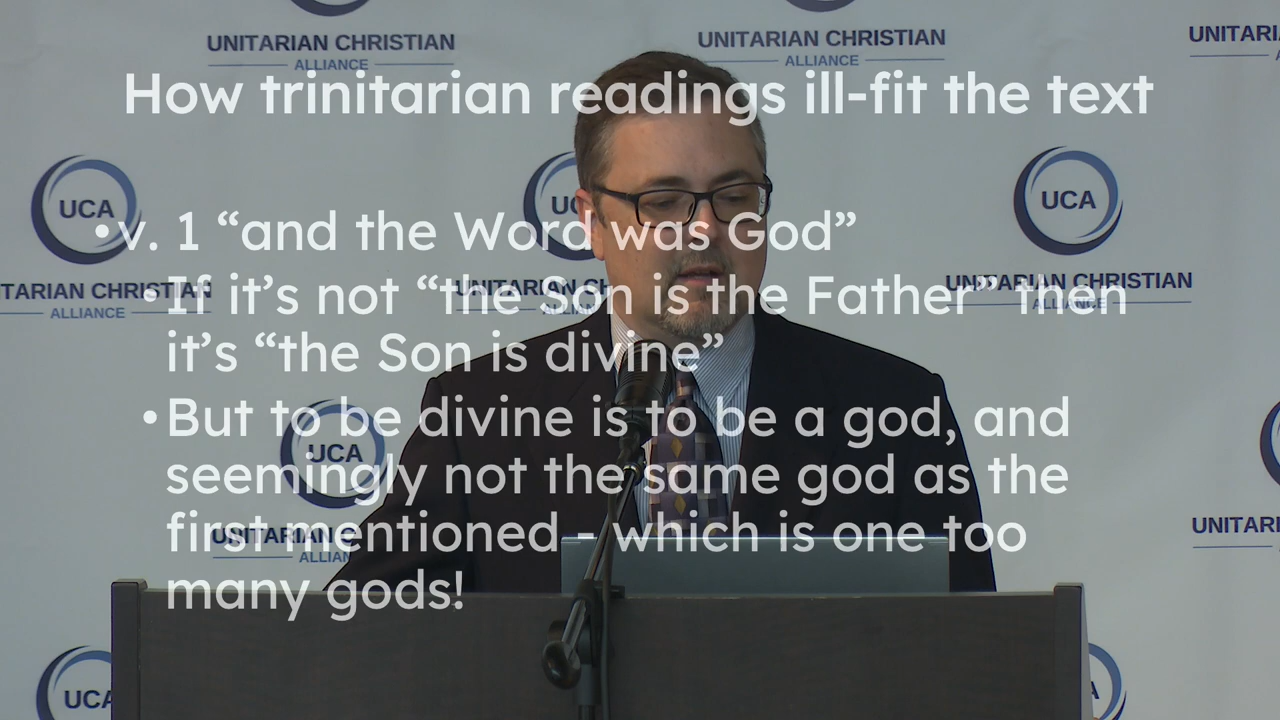 UNITARIAN CHRISTIAN
ALLIANCE
UNITARIAN CHRISTIAN
ALLIANCE
How trinitarian readings ill-fit the text
UCA
UCA
• v. 1 “and the Word was God”
UNITARIAN CHRISTIAN
ALLIANCE
ALLIANCE
• If it’s not “the Son is the Father” then
it’s “the Son is divine”
• But to be divine is to be a god, and
seemingly not the same god as the
first mentioned - which is one too
many gods!
UCA
UCA